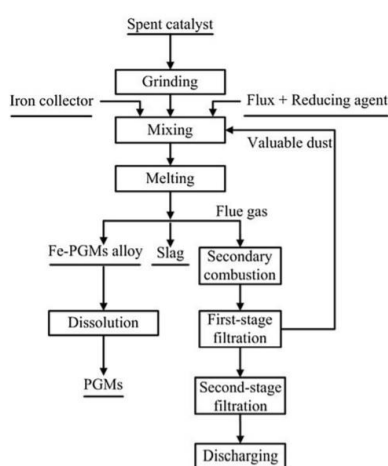 Spent catalyst
Grinding
Iron collector
Flux + Reducing agent
Mixing
Valuable dust
Melting
Flue gas
Fe-PGMs alloy
Slag
Secondary
combustion
Dissolution
First-stage
filtration
PGMs
Second-stage
filtration
Discharging